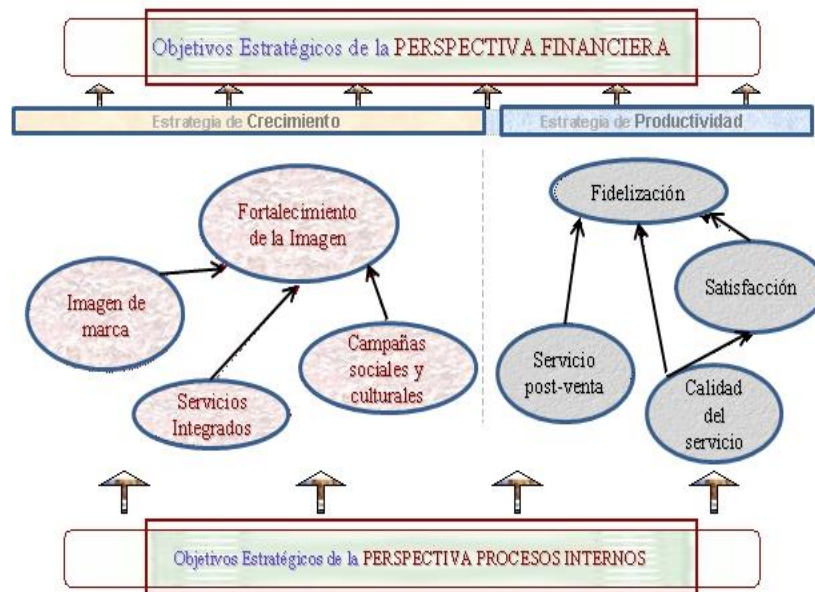 Objetivos Estratégicos de la PERSPECTIVA FINANCIERA
Estrategia de Crecimiento
Estrategia de Productividad
Fortalecimiento
de la Imagen
Imagen de
marca
Servicios
Integrados
Campañas
sociales y
culturales
Fidelización
Satisfacción
Servicio
post-venta
Calidad
del
servicio
Objetivos Estratégicos de la PERSPECTIVA PROCESOS INTERNOS